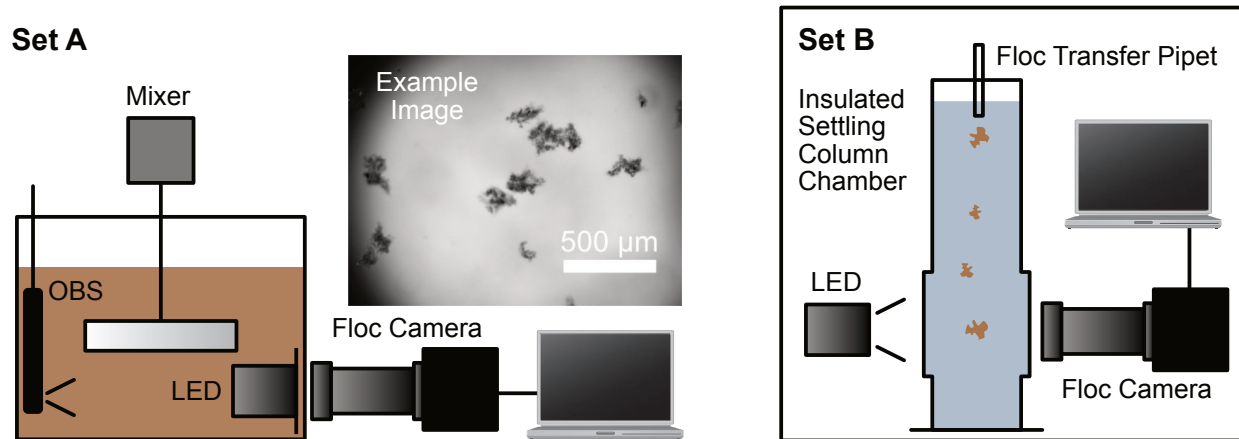 Set A
Mixer
Example
Image
500 µm
OBS
LED
Floc Camera
Set B
Floc Transfer Pipet
Insulated
Settling
Column
Chamber
LED
Floc Camera